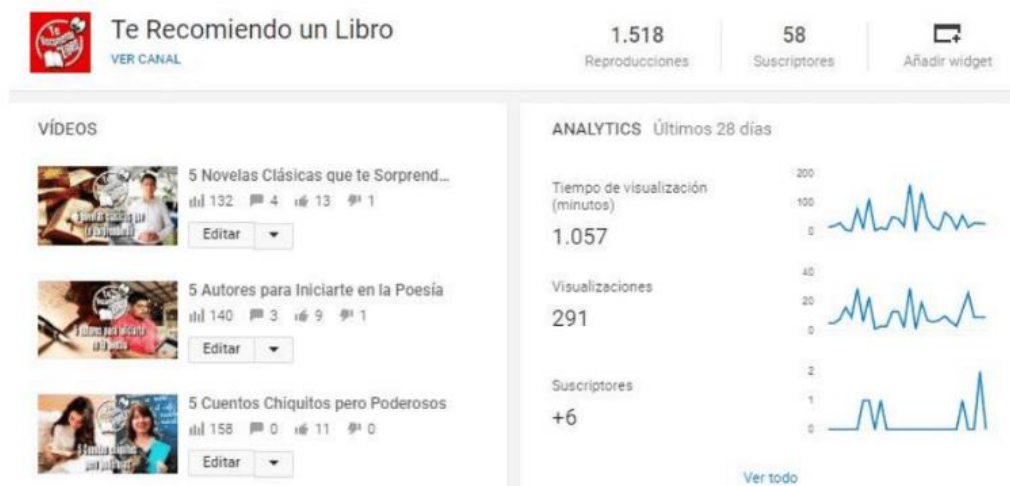 Te Recomiendo un Libro
VER CANAL
1.518
Reproducciones
58
Suscriptores
Añadir widget
VÍDEOS
5 Novelas Clásicas que te Sorprend...
132 4 13 1
Editar
5 Autores para Iniciarte en la Poesía
140 3 9 1
Editar
5 Cuentos Chiquitos pero Poderosos
158 0 11 0
Editar
ANALYTICS Últimos 28 días
Tiempo de visualización
(minutos)
1.057
200
100
0
Visualizaciones
291
40
20
0
Suscriptores
+6
2
1
0
Ver todo